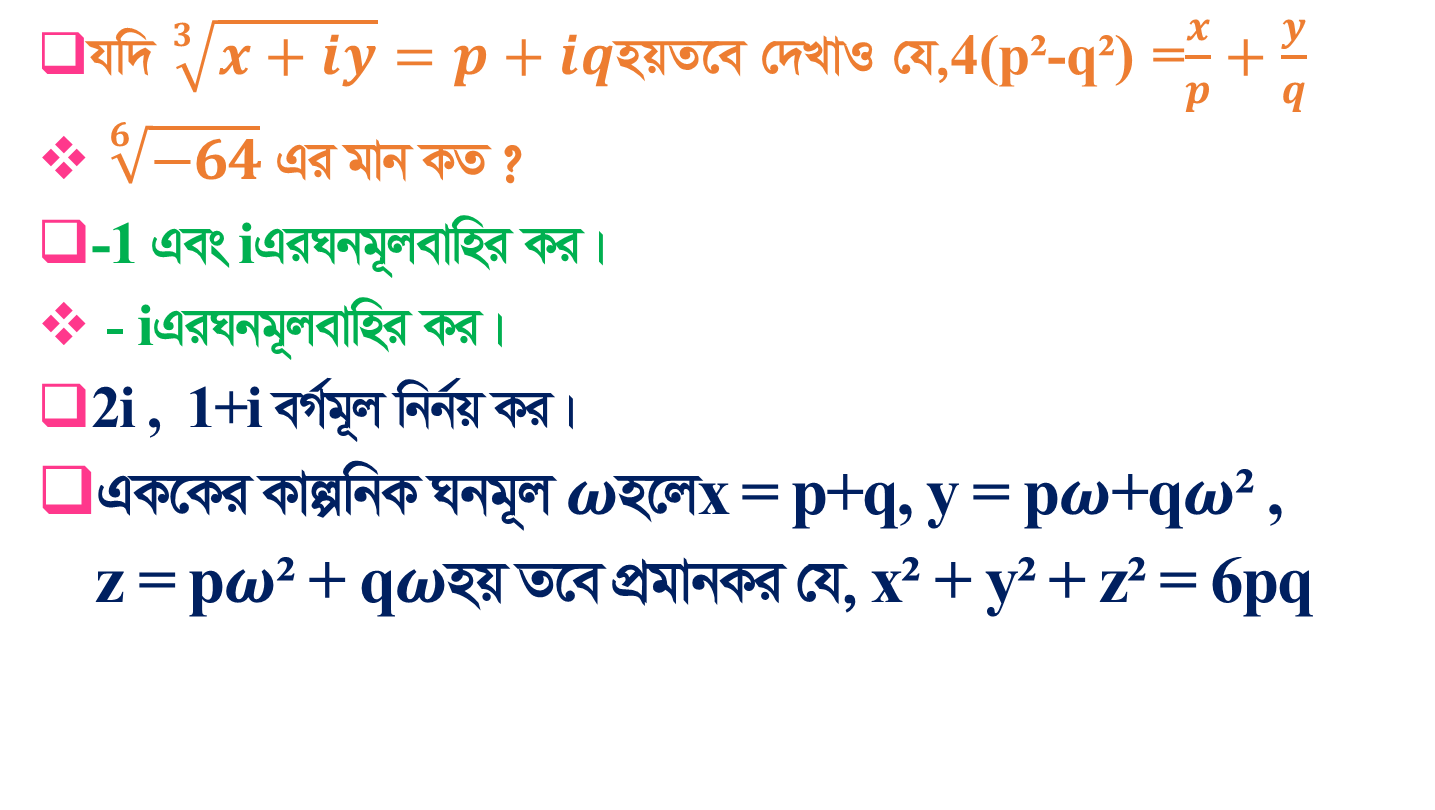 ❑যদি ∛(x + iy) = p + iqহয়তবে দেখাও যে,4(p²-q²) =x/p + y/q
❖ ⁶√−64 এর মান কত ?
❑-1 এবং iএরঘনমূলবাহির কর।
❖ - iএরঘনমূলবাহির কর।
❑2i , 1+i বর্গমূল নির্নয় কর।
❑এককের কাল্পনিক ঘনমূল ωহলেx = p+q, y = pω+qω² ,
z = pω² + qωহয় তবে প্রমানকর যে, x² + y² + z² = 6pq